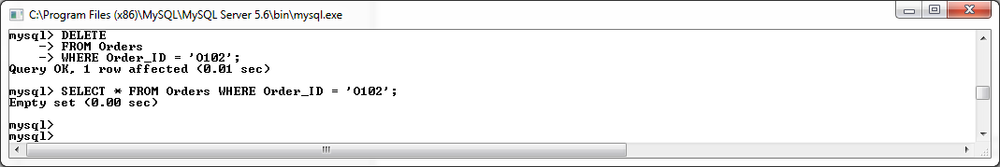 C:\Program Files (x86)\MySQL\MySQL Server 5.6\bin\mysql.exe
mysql> DELETE
    -> FROM Orders
    -> WHERE Order_ID = 'O102';
Query OK, 1 row affected (0.01 sec)
mysql> SELECT * FROM Orders WHERE Order_ID = 'O102';
Empty set (0.00 sec)
mysql>
mysql>